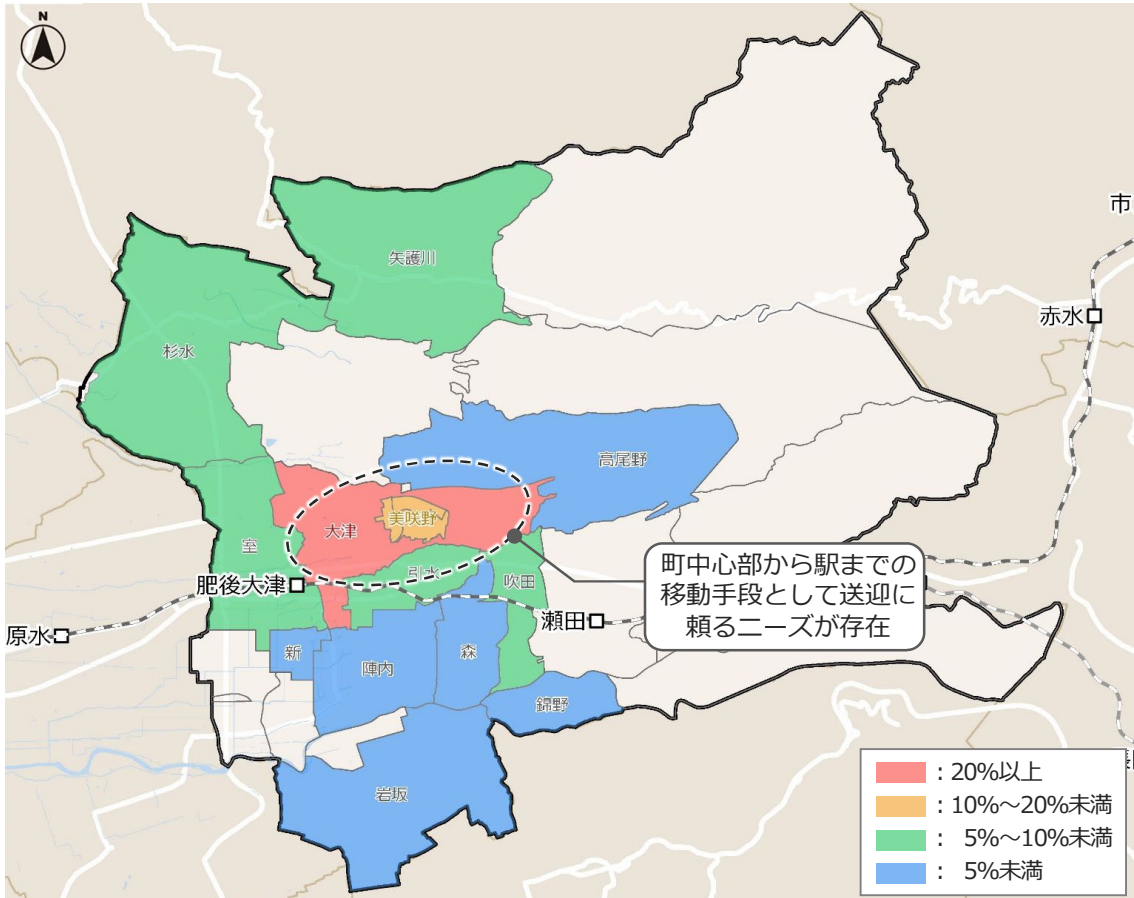 N
市
矢護川
赤水
杉水
高尾野
大津
美咲野
室
引水
吹田
肥後大津
町中心部から駅までの
移動手段として送迎に
頼るニーズが存在
原水
瀬田
新
陣内
森
錦野
岩坂
：20%以上
：10%～20%未満
： 5%～10%未満
： 5%未満